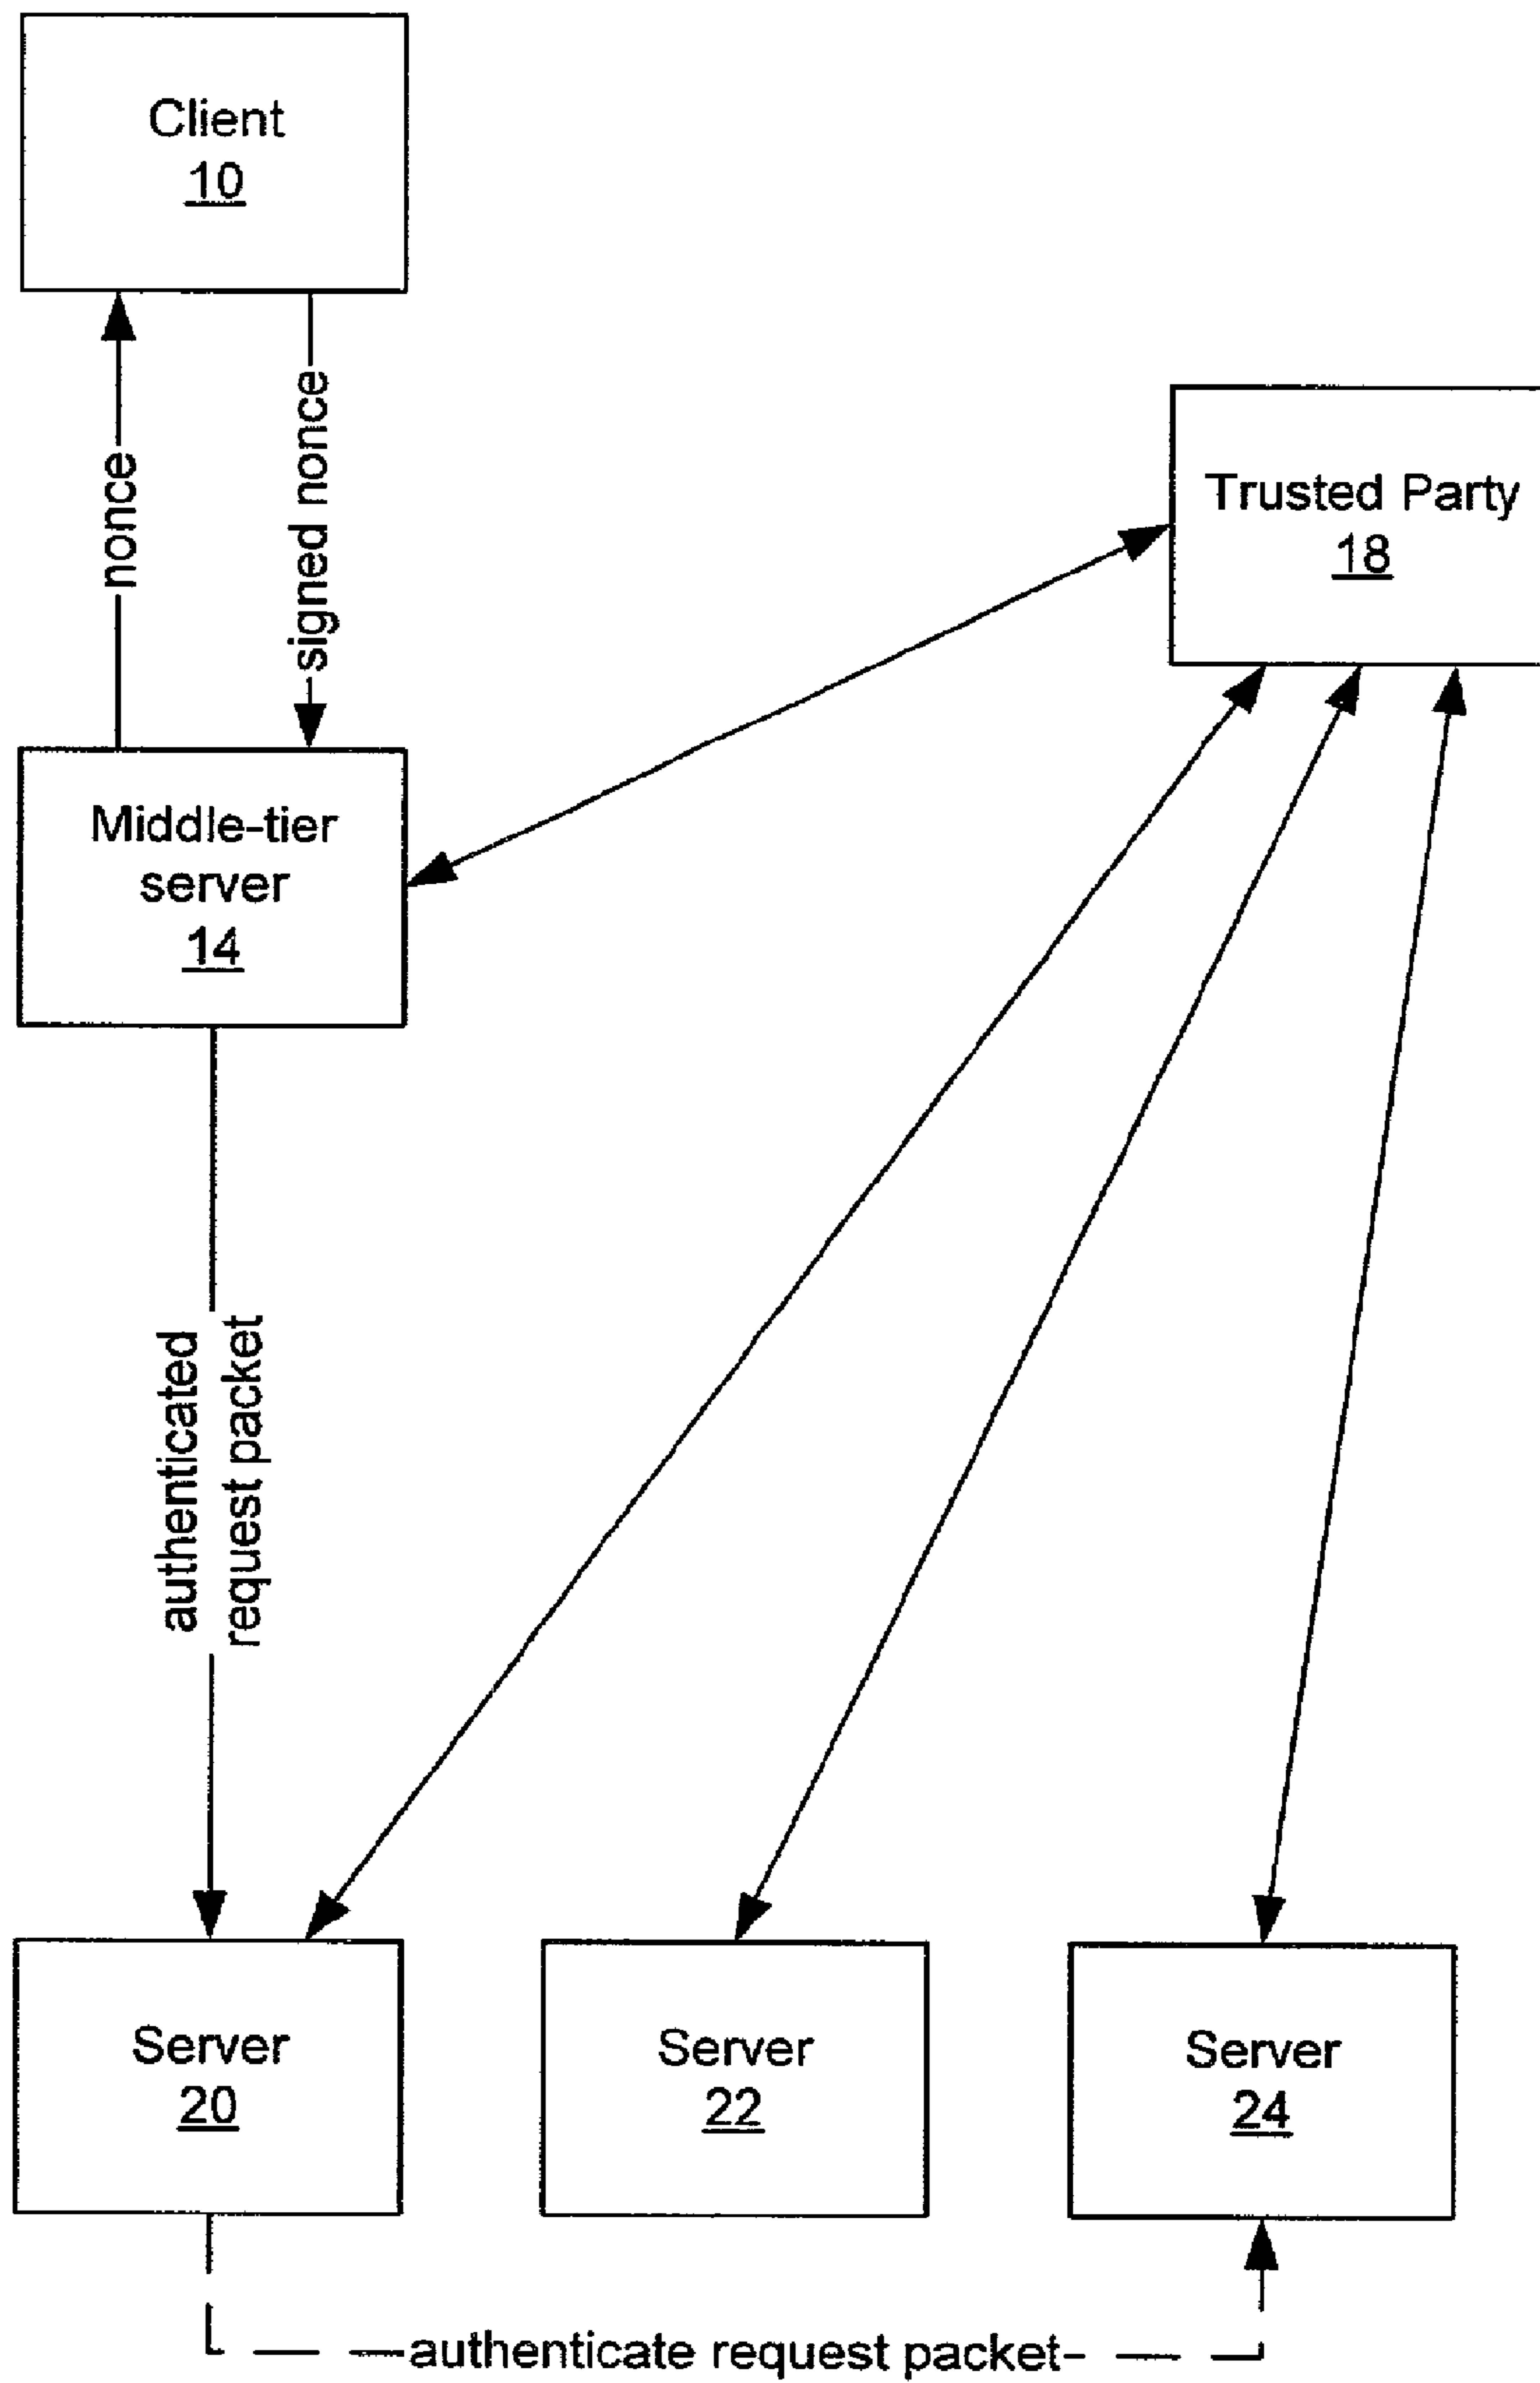 Client
10
nonce
signed nonce
Trusted Party
18
Middle-tier
server
14
authenticated
request packet
Server
20
Server
22
Server
24
authenticate request packet